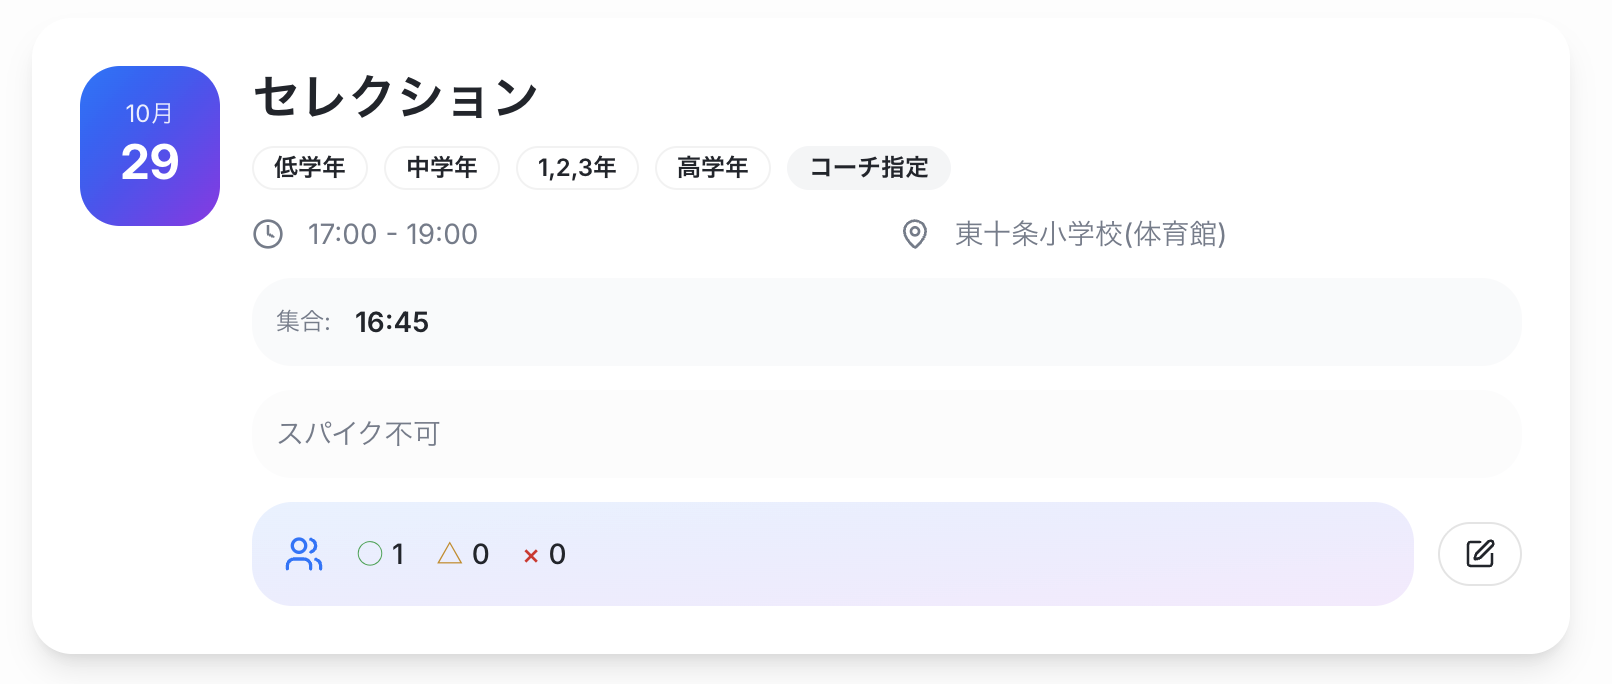 10月
29
セレクション
低学年 中学年 1,2,3年 高学年 コーチ指定
17:00 - 19:00 東十条小学校(体育館)
集合: 16:45
スパイク不可
○ 1 △ 0 × 0